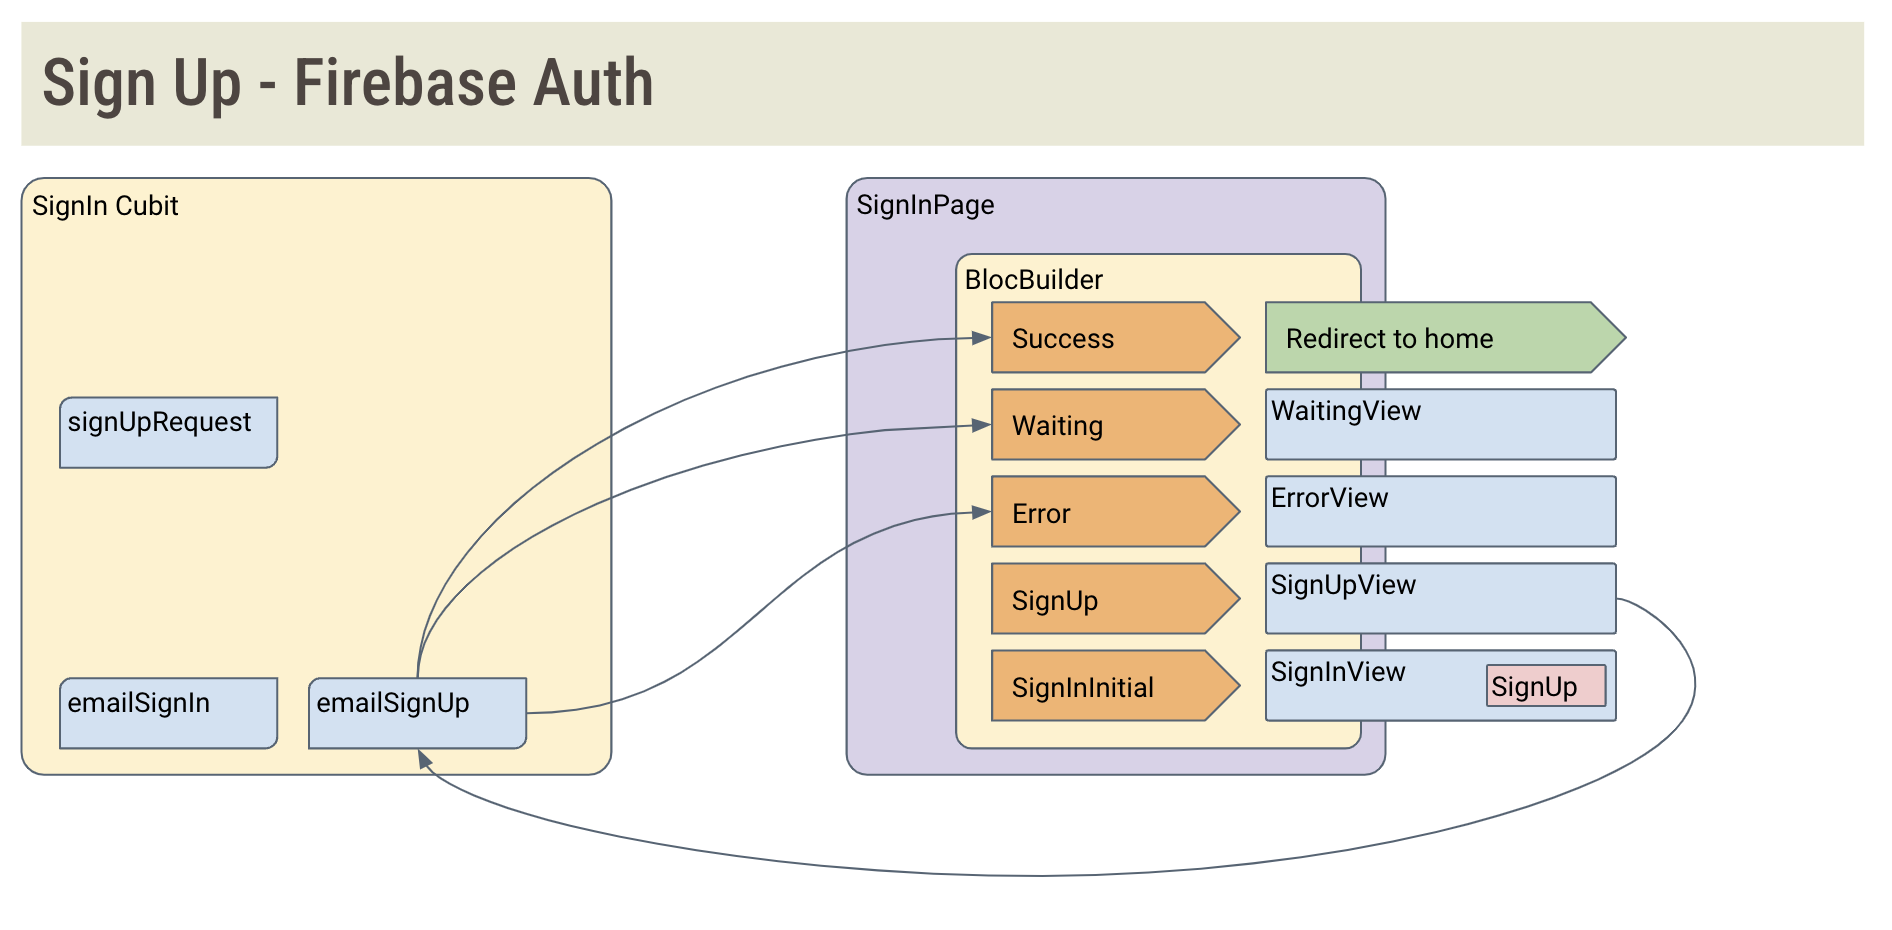 Sign Up - Firebase Auth
SignIn Cubit
signUpRequest
emailSignIn
emailSignUp
SignInPage
BlocBuilder
Success
Redirect to home
Waiting
WaitingView
Error
ErrorView
SignUp
SignUpView
SignInInitial
SignInView
SignUp